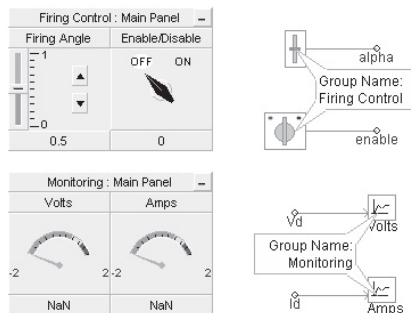 Firing Control : Main Panel
Firing Angle Enable/Disable
1
OFF ON
0
0.5 0
alpha
Group Name:
Firing Control
enable
Monitoring : Main Panel
Volts Amps
-2 2 -2 2
NaN NaN
Vd
Volts
Group Name:
Monitoring
Id
Amps